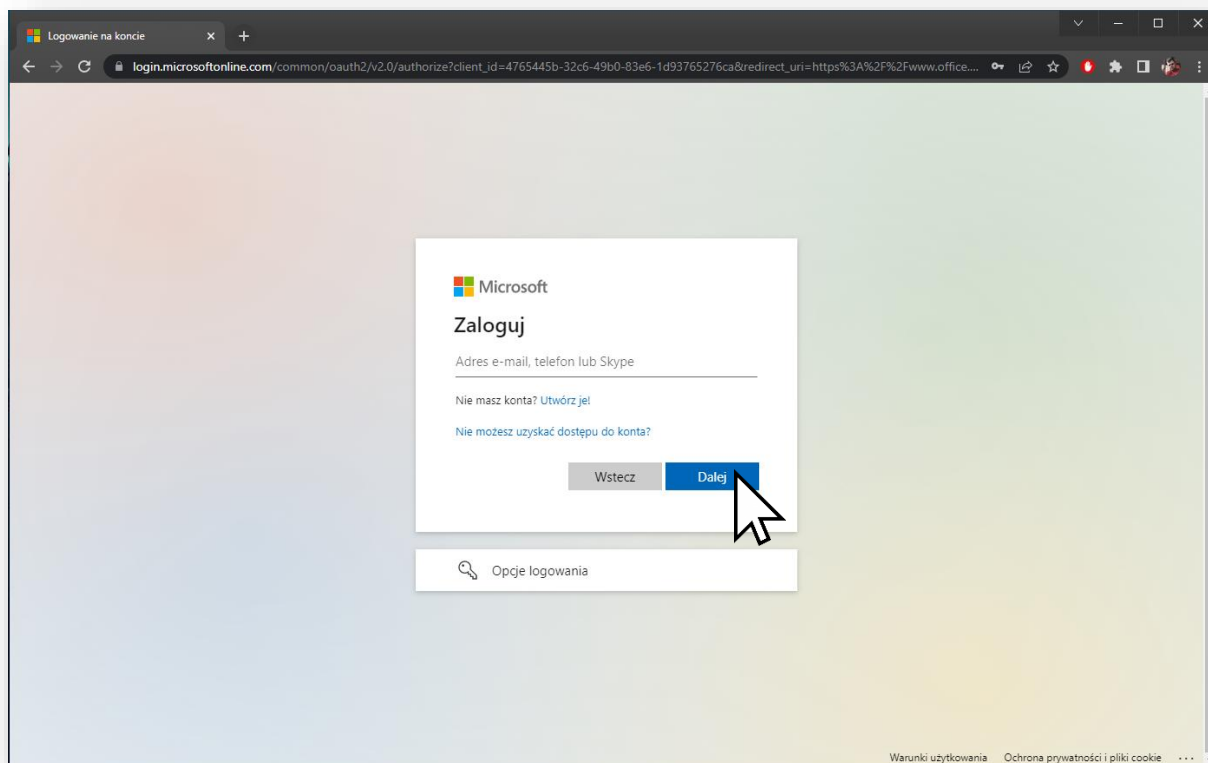 Logowanie na koncie
login.microsoftonline.com/common/oauth2/v2.0/authorize?client_id=4765445b-32c6-49b0-83e6-1d93765276ca&redirect_uri=https%3A%2F%2Fwww.office....
Microsoft
Zaloguj
Adres e-mail, telefon lub Skype
Nie masz konta? Utwórz je!
Nie możesz uzyskać dostępu do konta?
Wstecz Dalej
Opcje logowania
Warunki użytkowania Ochrona prywatności i pliki cookie ...